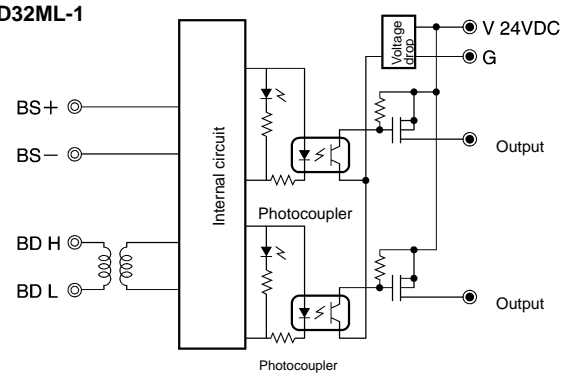 D32ML-1
Voltage drop
V 24VDC
G
BS+
BS−
Internal circuit
Output
Photocoupler
BD H
BD L
Output
Photocoupler